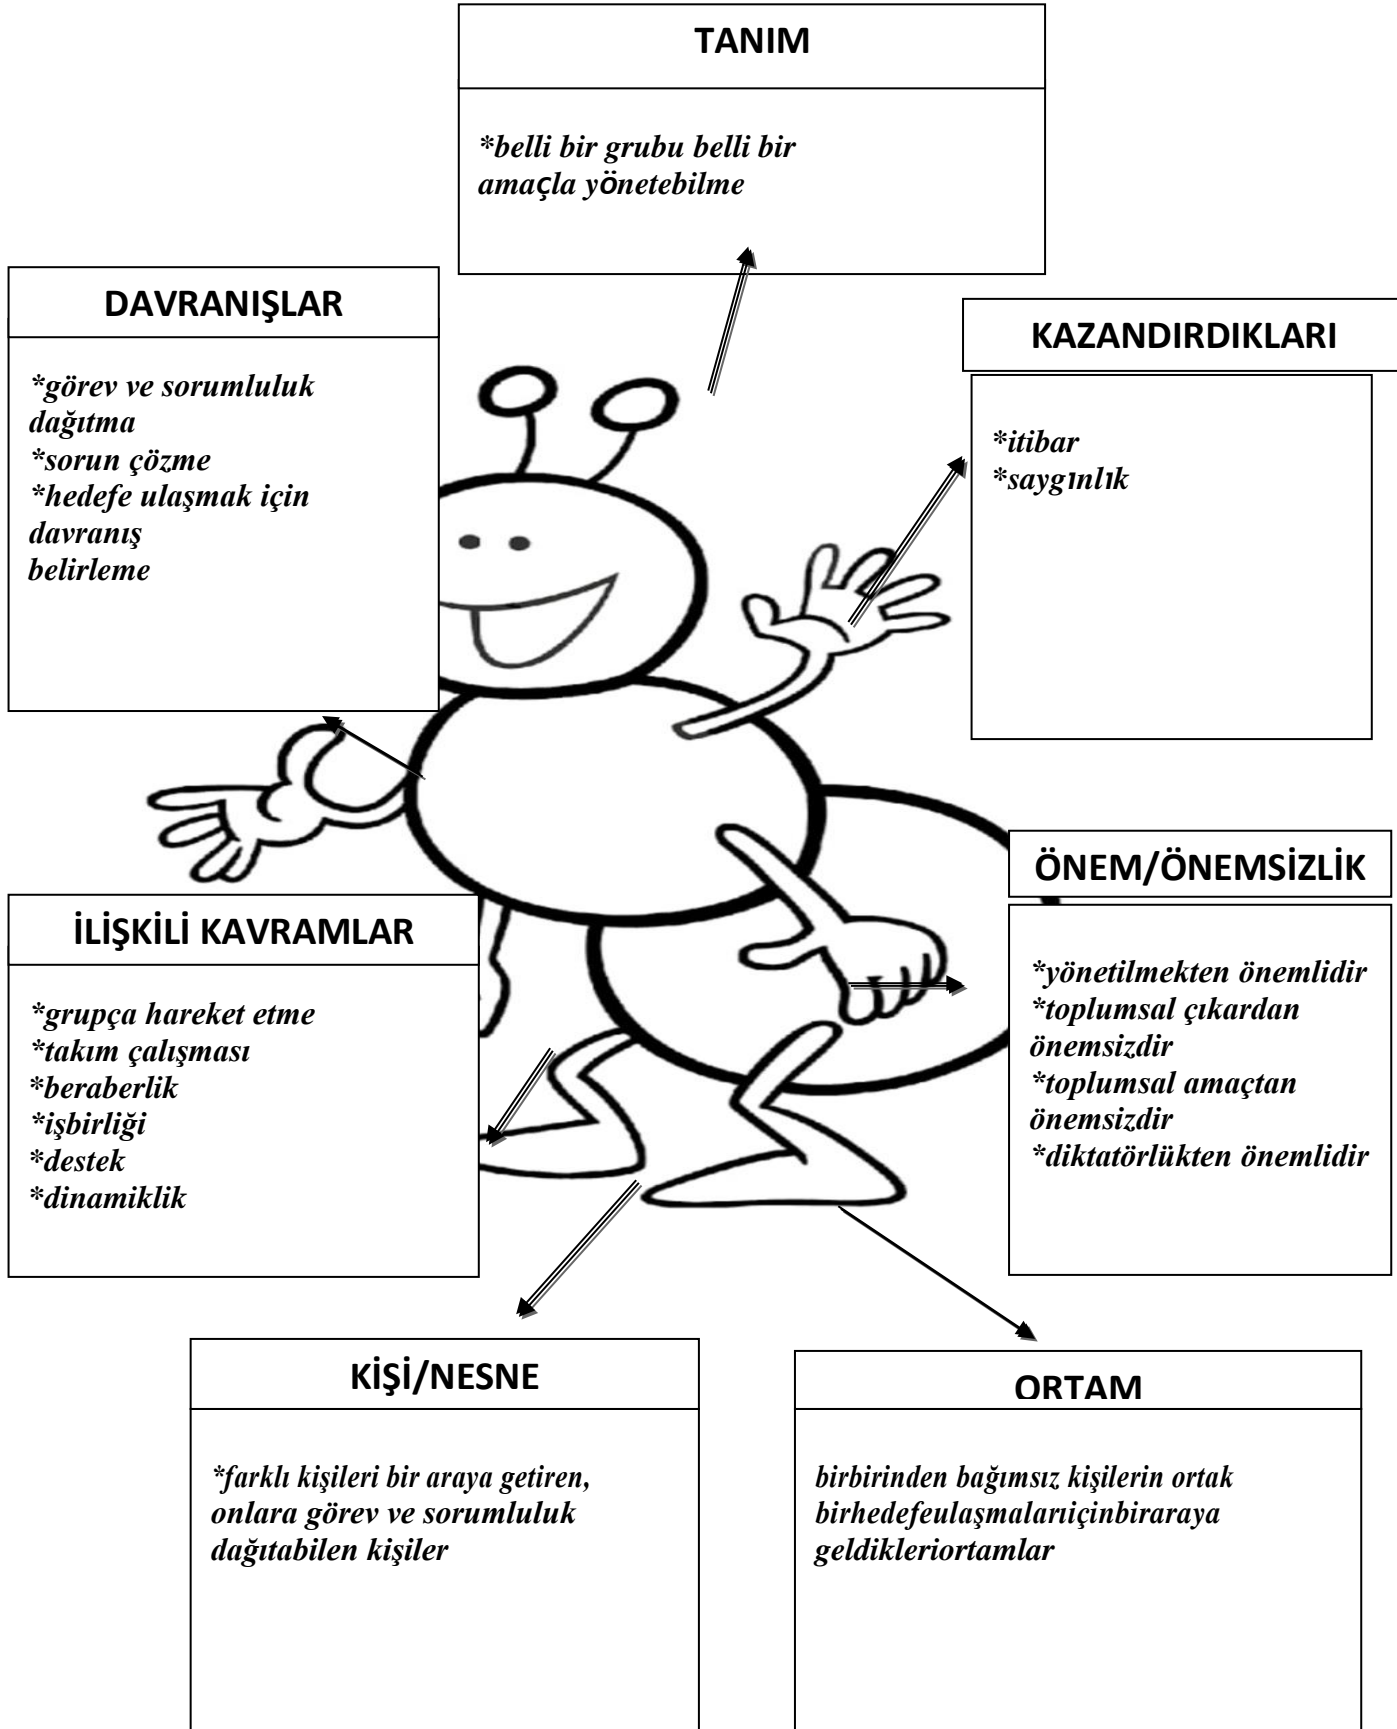 TANIM
*belli bir grubu belli bir
amaçla yönetebilme
DAVRANIŞLAR
*görev ve sorumluluk
dağıtma
*sorun çözme
*hedefe ulaşmak için
davranış
belirleme
KAZANDIRDIKLARI
*itibar
*saygınlık
ÖNEM/ÖNEMSİZLİK
*yönetilmekten önemlidir
*toplumsal çıkardan
önemsizdir
*toplumsal amaçtan
önemsizdir
*diktatörlükten önemlidir
İLİŞKİLİ KAVRAMLAR
*grupça hareket etme
*takım çalışması
*beraberlik
*işbirliği
*destek
*dinamiklik
KİŞİ/NESNE
*farklı kişileri bir araya getiren,
onlara görev ve sorumluluk
dağıtabilen kişiler
ORTAM
birbirinden bağımsız kişilerin ortak
birhedefeulaşmalarıiçinbiraraya
geldikleriortamlar